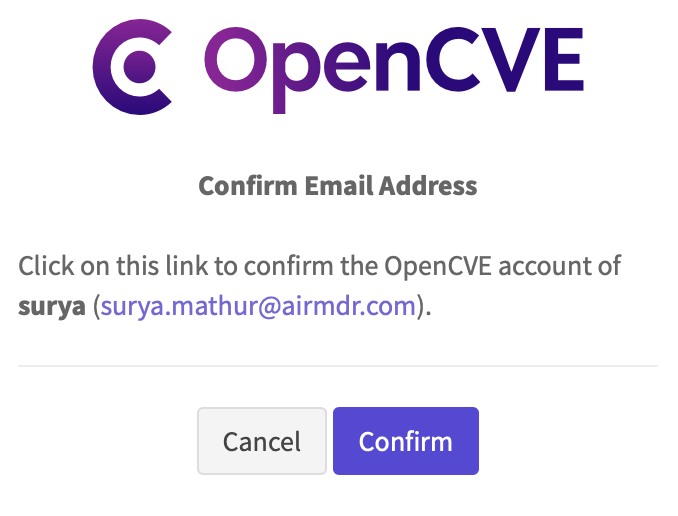 OpenCVE
Confirm Email Address
Click on this link to confirm the OpenCVE account of
surya (surya.mathur@airmdr.com).
Cancel Confirm